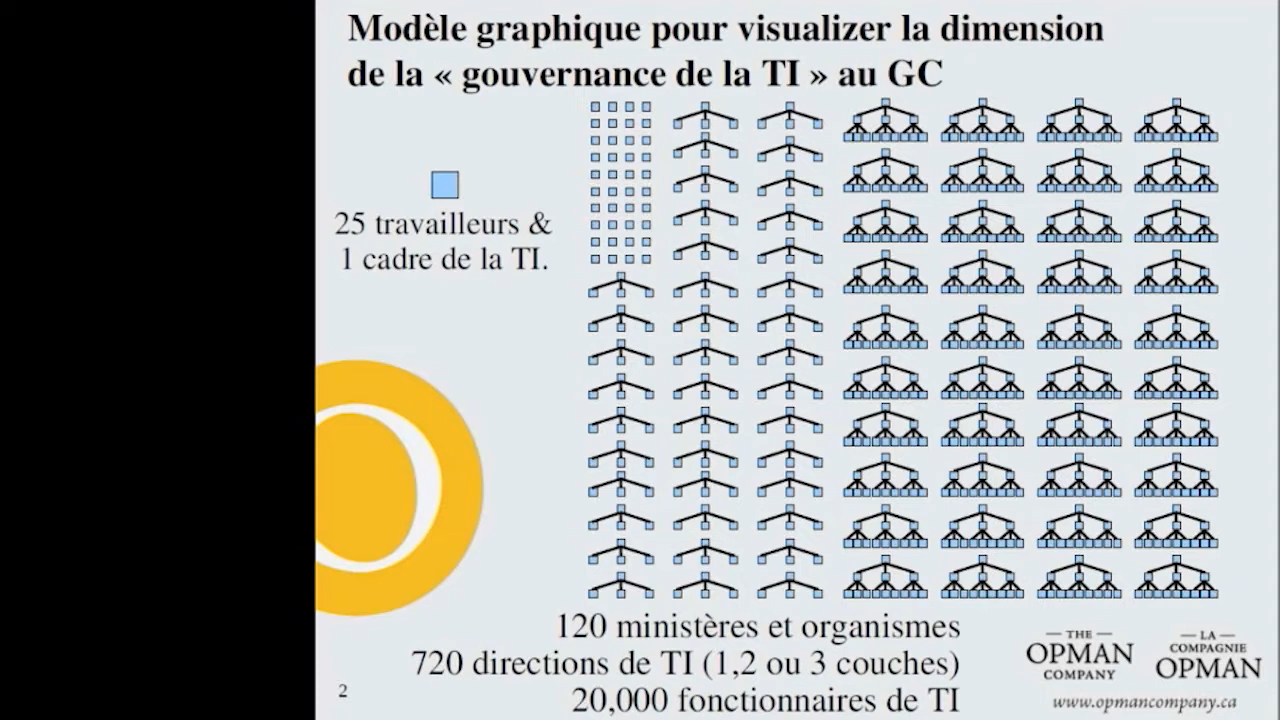 Modèle graphique pour visualizer la dimension
de la « gouvernance de la TI » au GC
25 travailleurs &
1 cadre de la TI.
120 ministères et organismes
720 directions de TI (1,2 ou 3 couches)
20,000 fonctionnaires de TI
2
THE
OPMAN
COMPANY
LA
COMPAGNIE
OPMAN
www.opmancompany.ca